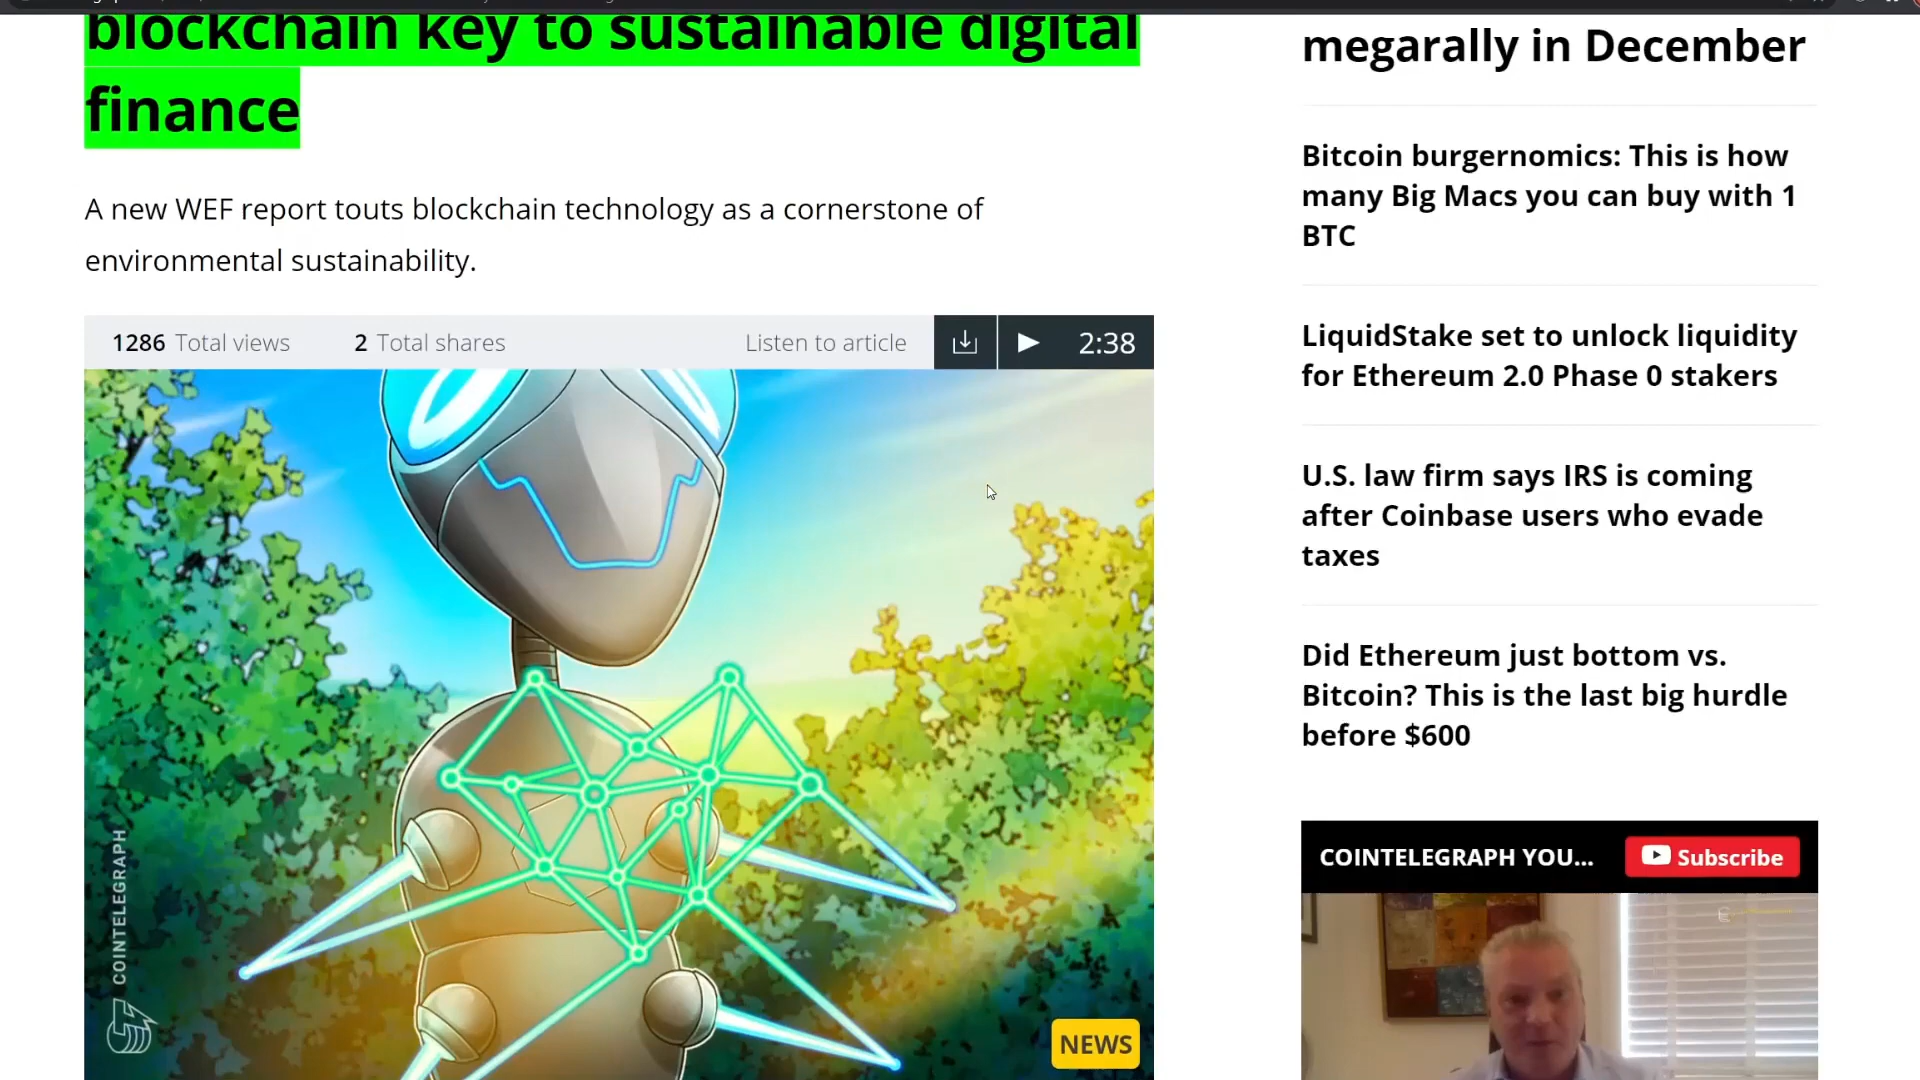 blockchain key to sustainable digital
finance
A new WEF report touts blockchain technology as a cornerstone of
environmental sustainability.
1286 Total views 2 Total shares Listen to article 2:38
COINTELEGRAPH
NEWS
megarally in December
Bitcoin burgernomics: This is how
many Big Macs you can buy with 1
BTC
LiquidStake set to unlock liquidity
for Ethereum 2.0 Phase 0 stakers
U.S. law firm says IRS is coming
after Coinbase users who evade
taxes
Did Ethereum just bottom vs.
Bitcoin? This is the last big hurdle
before $600
COINTELEGRAPH YOU... Subscribe